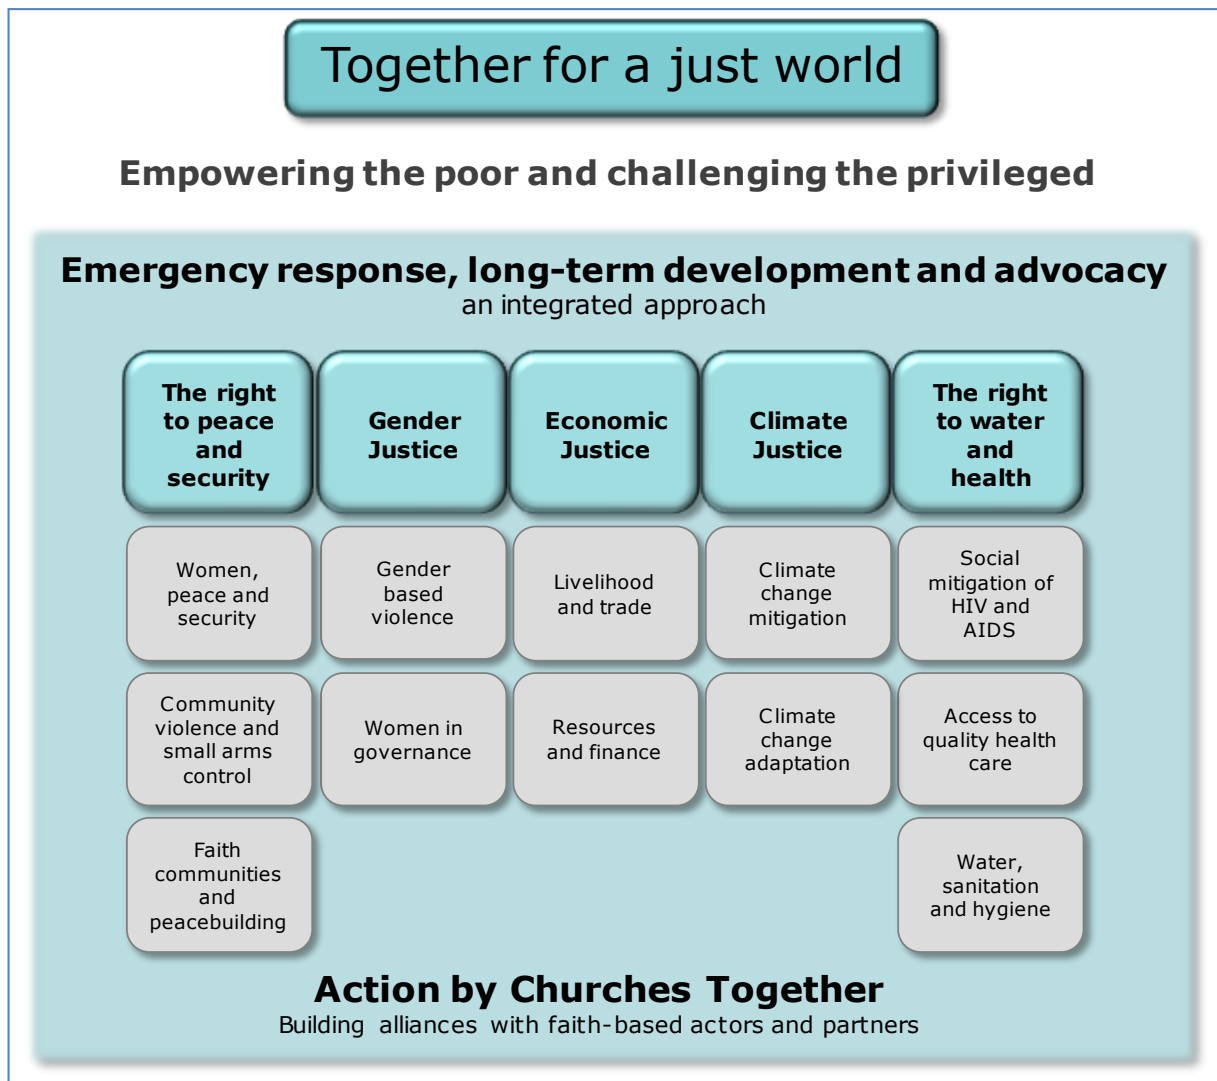 Together for a just world
Empowering the poor and challenging the privileged
Emergency response, long-term development and advocacy
an integrated approach
The right
to peace
and
security
Gender
Justice
Economic
Justice
Climate
Justice
The right
to water
and
health
Women,
peace and
security
Gender
based
violence
Livelihood
and trade
Climate
change
mitigation
Social
mitigation of
HIV and
AIDS
Community
violence and
small arms
control
Women in
governance
Resources
and finance
Climate
change
adaptation
Access to
quality health
care
Faith
communities
and
peacebuilding
Water,
sanitation
and hygiene
Action by Churches Together
Building alliances with faith-based actors and partners